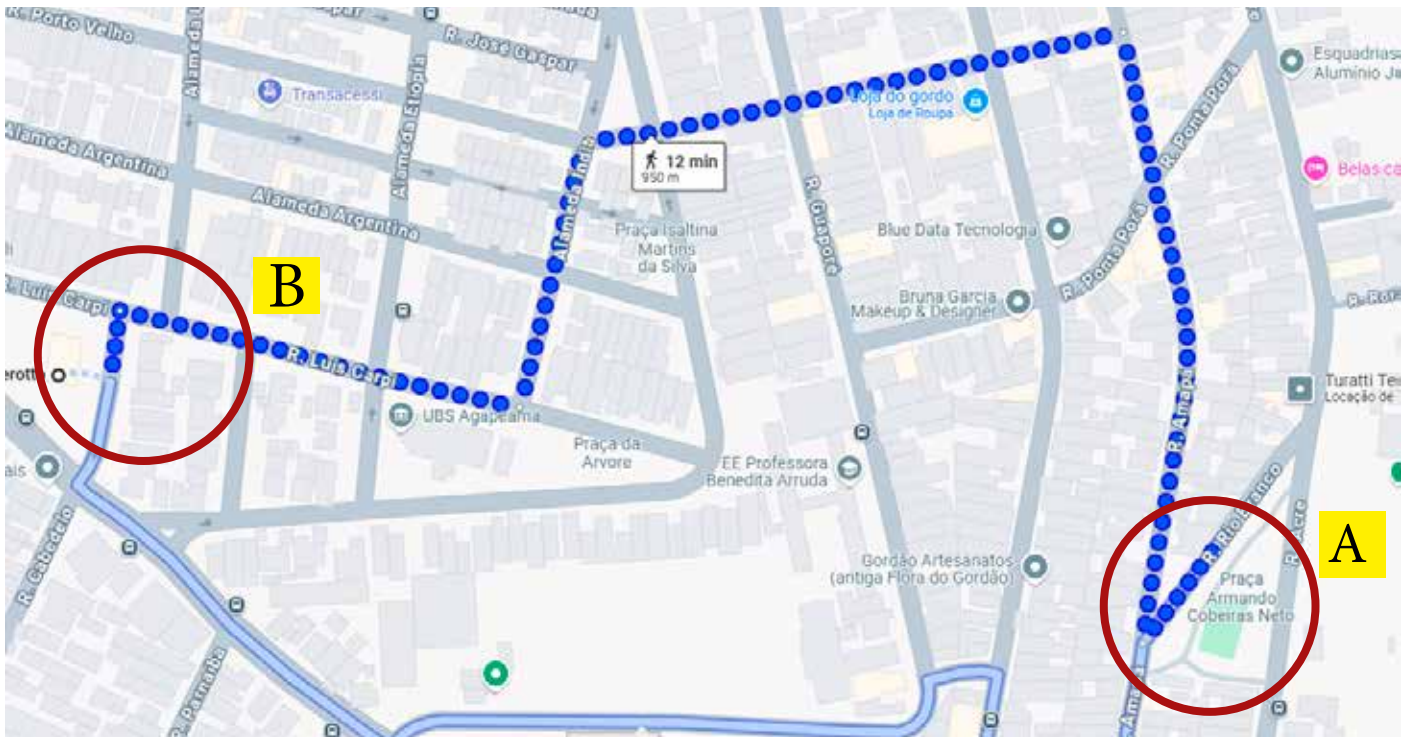 R. Porto Velho
Alameda
R. José Gaspar
Alameda Etiópia
Transacessi
Alameda Argentina
Alameda Argentina
Alameda Índia
12 min
950 m
Loja do gordo
Loja de Roupa
R. Ponta Porã
R. Ponta Porã
Esquadrias
Alumínio
Belas
R. Guaporé
Praça Isaltina
Martins
da Silva
Blue Data Tecnologia
Bruna Garcia
Makeup & Designer
B
R. Luís Carpi
R. Luís Carpi
UBS Agapeama
Praça da
Árvore
EE Professora
Benedita Arruda
R. Amapá
Turatti
Locação de
R. Rio Branco
R. Acre
A
Gordão Artesanatos
(antiga Flora do Gordão)
Praça
Armando
Cobeiras Neto
R. Cabedelo
R. Parnaíba